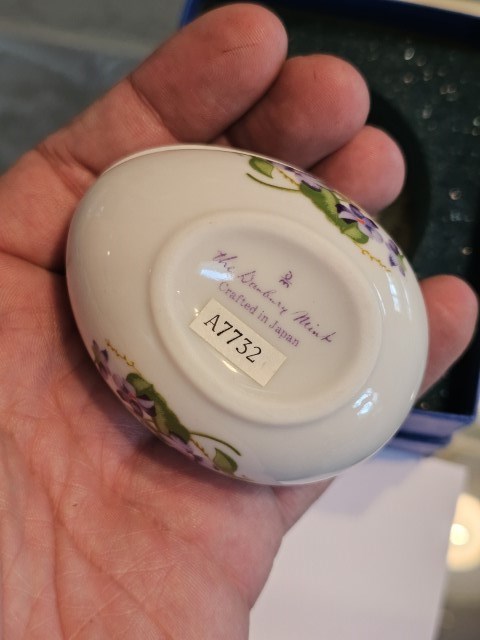 The Danbury Mint
Crafted in Japan
A7732